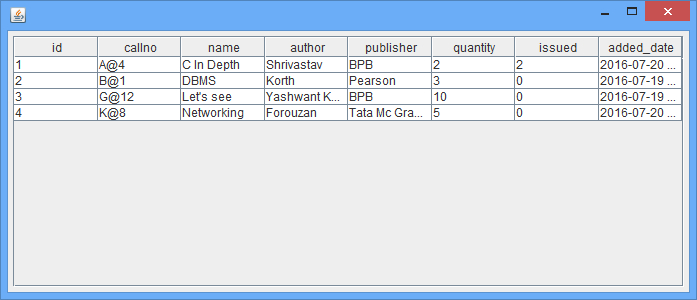 id callno name author publisher quantity issued added_date
1 A@4 C In Depth Shrivastav BPB 2 2 2016-07-20 ...
2 B@1 DBMS Korth Pearson 3 0 2016-07-19 ...
3 G@12 Let's see Yashwant K... BPB 10 0 2016-07-19 ...
4 K@8 Networking Forouzan Tata Mc Gra... 5 0 2016-07-20 ...